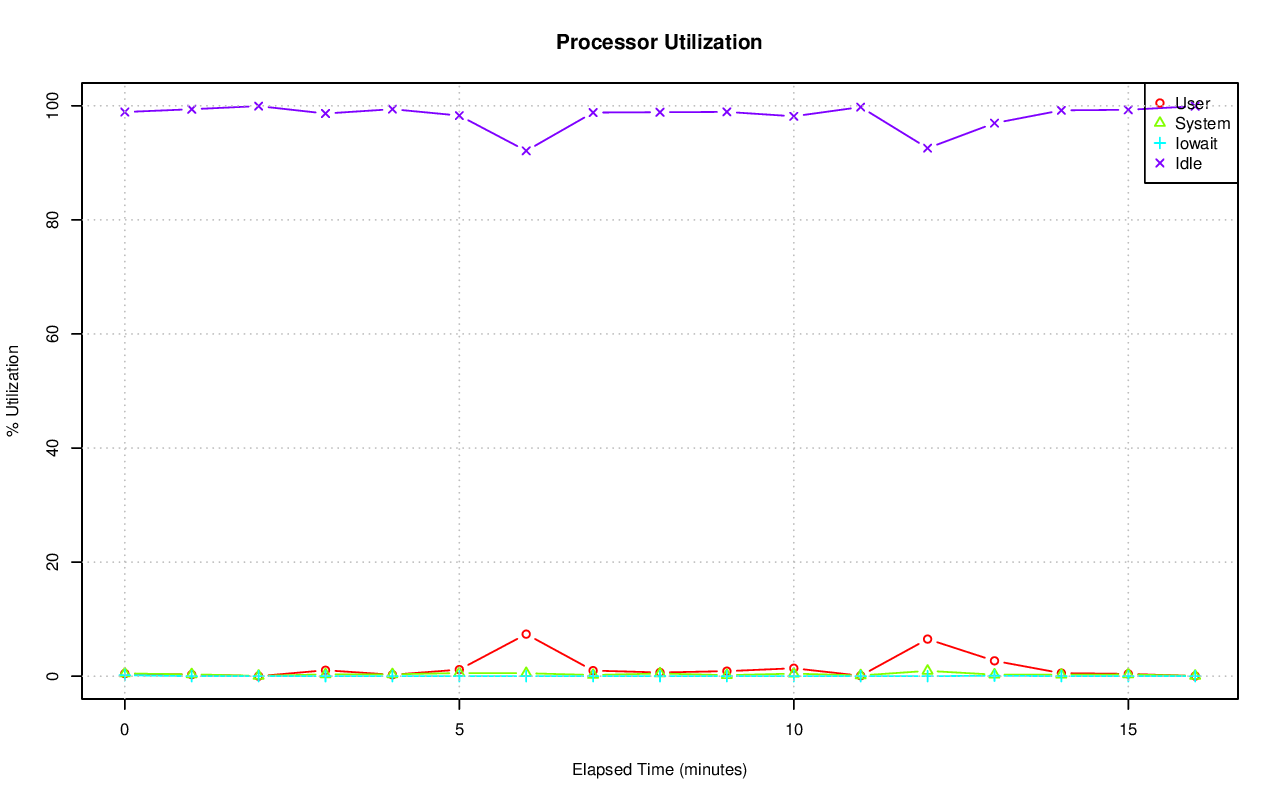 Processor Utilization
User
System
Iowait
Idle
% Utilization
100
80
60
40
20
0
0 5 10 15
Elapsed Time (minutes)